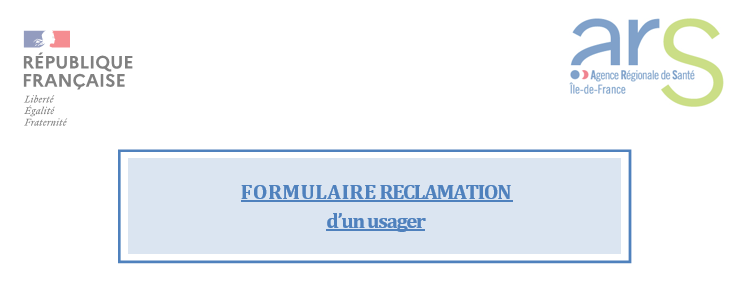 RÉPUBLIQUE
FRANÇAISE
Liberté
Égalité
Fraternité
ars
Agence Régionale de Santé
Île-de-France
FORMULAIRE RECLAMATION
d'un usager